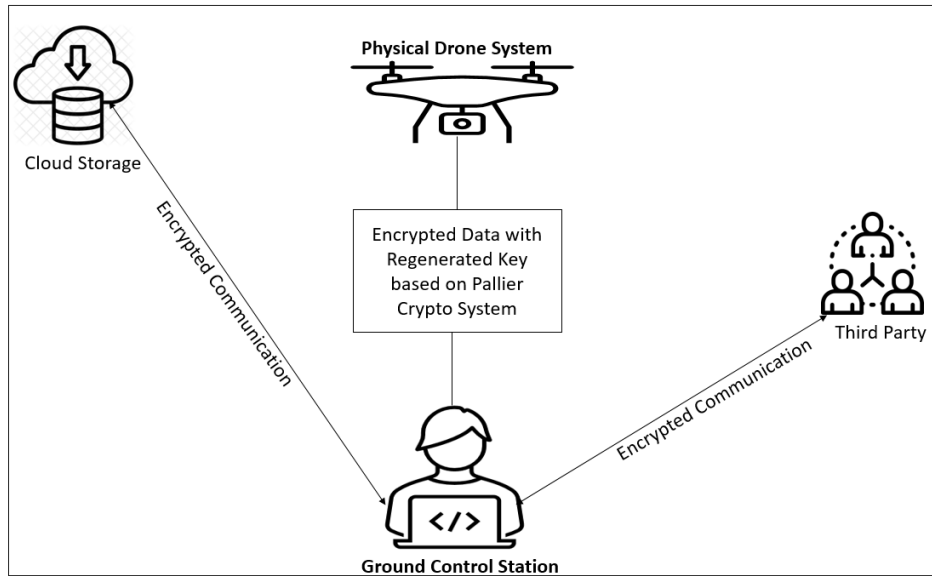 Physical Drone System
Cloud Storage
Encrypted Communication
Encrypted Data with
Regenerated Key
based on Pallier
Crypto System
Third Party
Encrypted Communication
</>
Ground Control Station